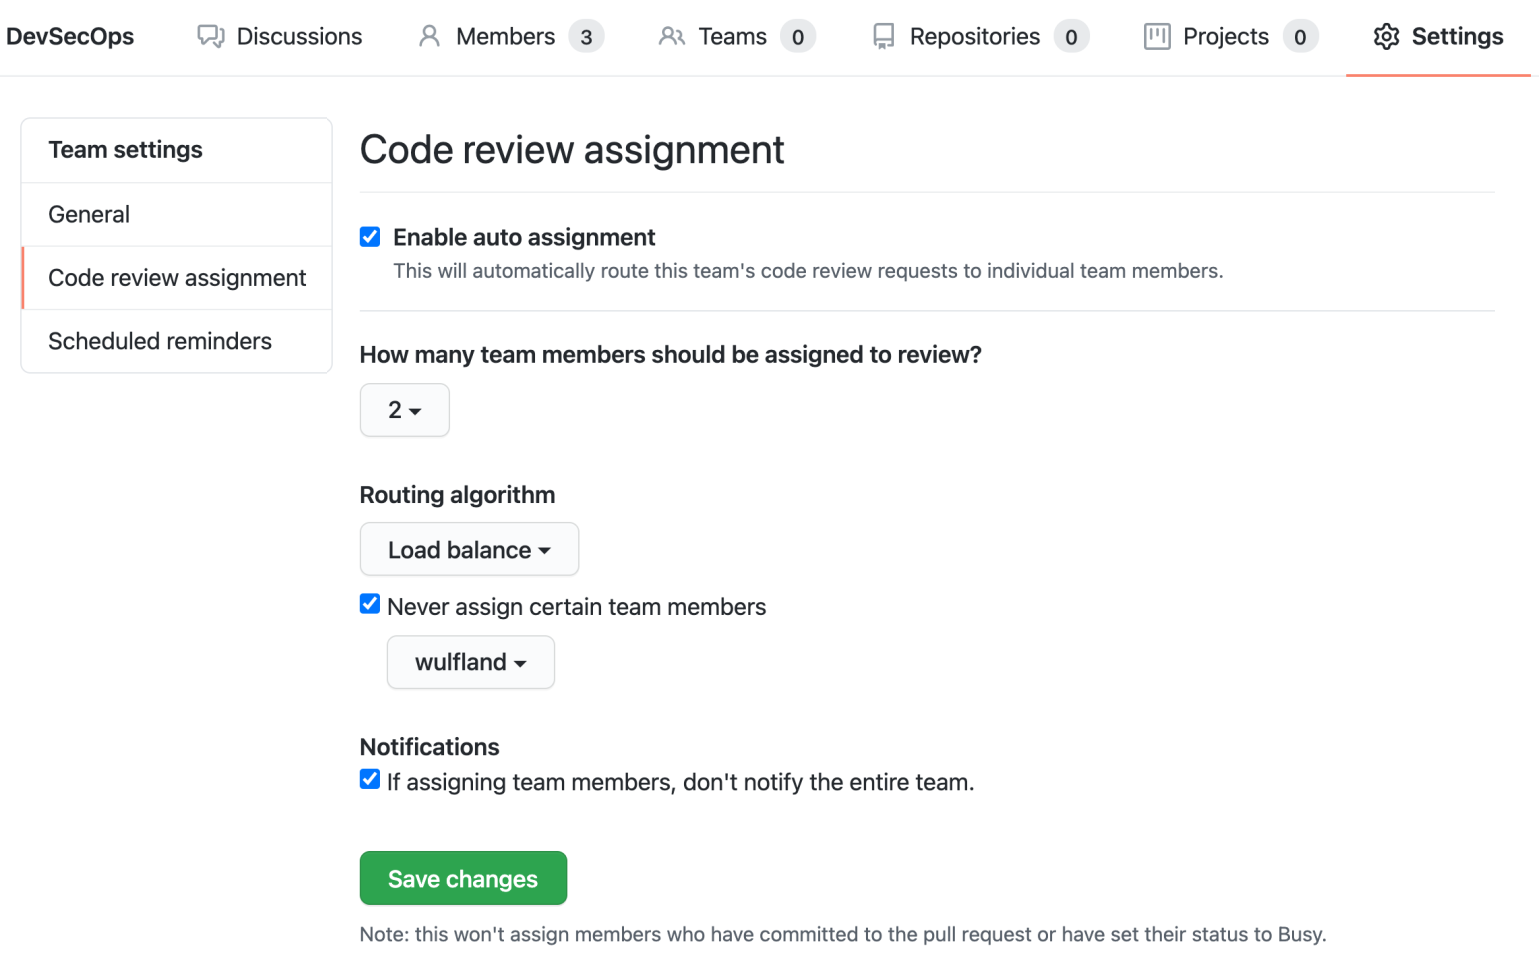 DevSecOps Discussions Members 3 Teams 0 Repositories 0 Projects 0 Settings
Team settings
General
Code review assignment
Scheduled reminders
Code review assignment
Enable auto assignment
This will automatically route this team's code review requests to individual team members.
How many team members should be assigned to review?
2
Routing algorithm
Load balance
Never assign certain team members
wulfland
Notifications
If assigning team members, don't notify the entire team.
Save changes
Note: this won't assign members who have committed to the pull request or have set their status to Busy.